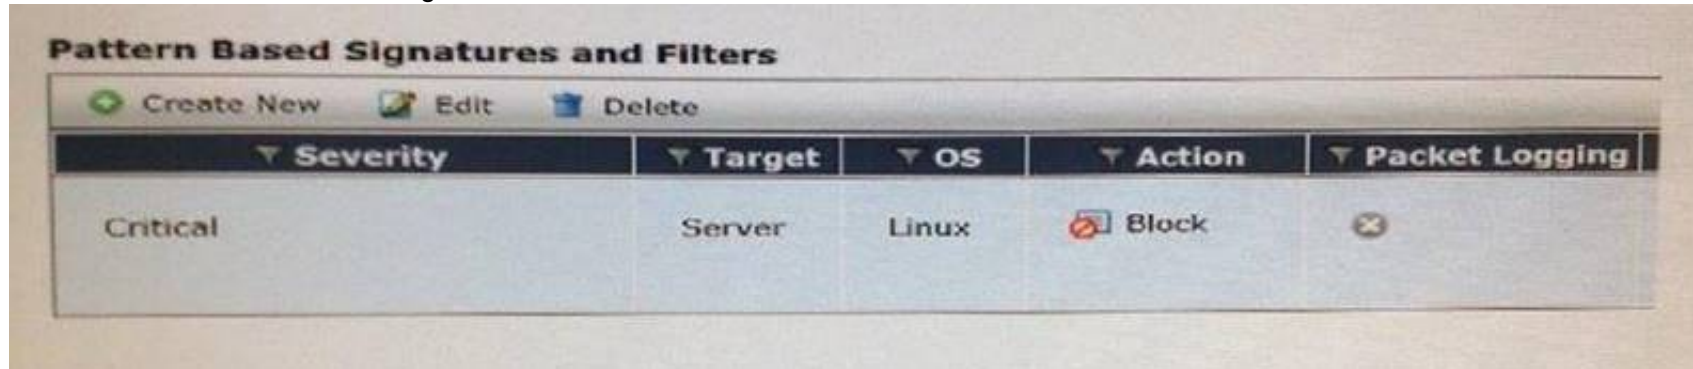 Pattern Based Signatures and Filters
Create New Edit Delete
Severity Target OS Action Packet Logging
Critical Server Linux Block